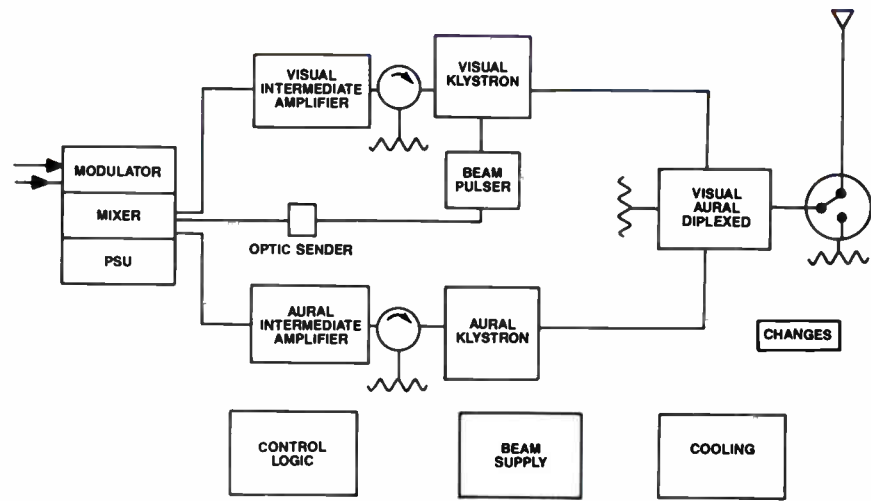 VISUAL
INTERMEDIATE
AMPLIFIER
VISUAL
KLYSTRON
MODULATOR
MIXER
PSU
BEAM
PULSER
OPTIC SENDER
VISUAL
AURAL
DIPLEXED
AURAL
INTERMEDIATE
AMPLIFIER
AURAL
KLYSTRON
CHANGES
CONTROL
LOGIC
BEAM
SUPPLY
COOLING